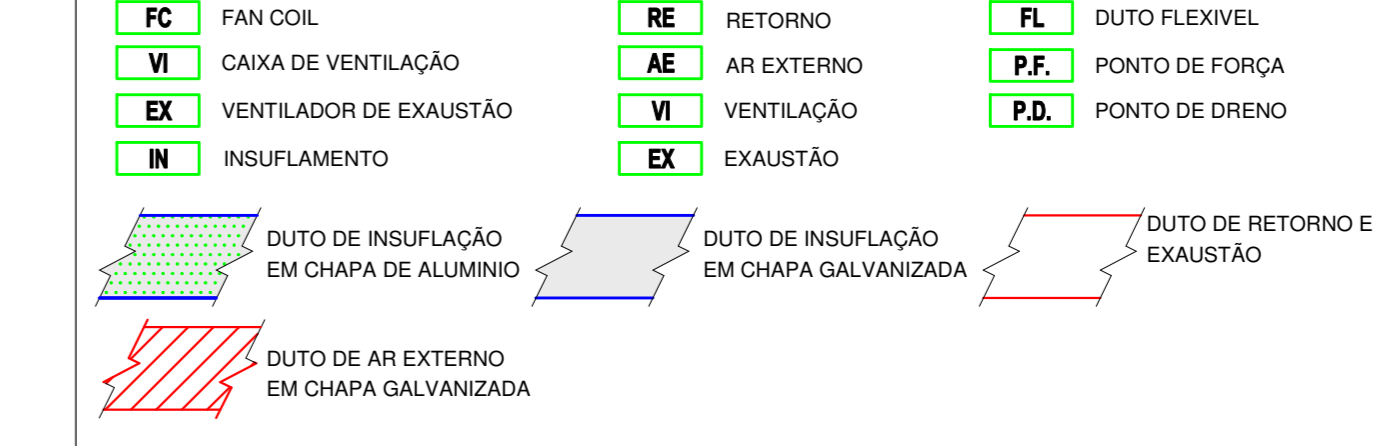 FC FAN COIL
RE RETORNO
FL DUTO FLEXIVEL
VI CAIXA DE VENTILAÇÃO
AE AR EXTERNO
P.F. PONTO DE FORÇA
EX VENTILADOR DE EXAUSTÃO
VI VENTILAÇÃO
P.D. PONTO DE DRENO
IN INSUFLAMENTO
EX EXAUSTÃO
DUTO DE INSUFLAÇÃO
EM CHAPA DE ALUMINIO
DUTO DE INSUFLAÇÃO
EM CHAPA GALVANIZADA
DUTO DE RETORNO E
EXAUSTÃO
DUTO DE AR EXTERNO
EM CHAPA GALVANIZADA